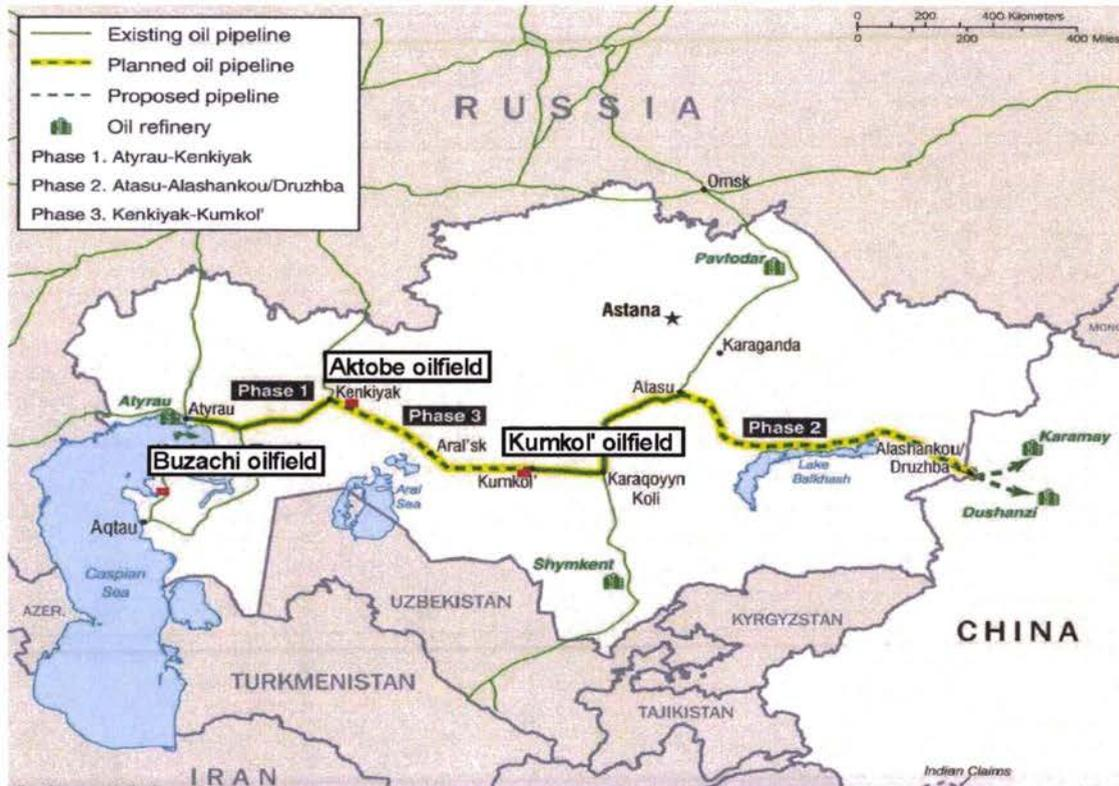 Existing oil pipeline
Planned oil pipeline
Proposed pipeline
Oil refinery
Phase 1. Atyrau-Kenkiyak
Phase 2. Atasu-Alashankou/Druzhba
Phase 3. Kenkiyak-Kumkol'
0 200 400 Kilometers
0 200 400 Miles
RUSSIA
Omsk
Pavlodar
Astana
Karaganda
MONG
Aktobe oilfield
Phase 1
Kenkiyak
Atasu
Atyrau
Atyrau
Phase 3
Phase 2
Kumkol' oilfield
Karamay
Aral'sk
Alashankou/
Druzhba
Buzachi oilfield
Kumkol'
Karaqoyyn
Koli
Lake
Balkhash
Aral
Sea
Dushanzi
Aqtau
Shymkent
Caspian
Sea
AZER.
UZBEKISTAN
KYRGYZSTAN
CHINA
TURKMENISTAN
TAJIKISTAN
IRAN
Indian Claims